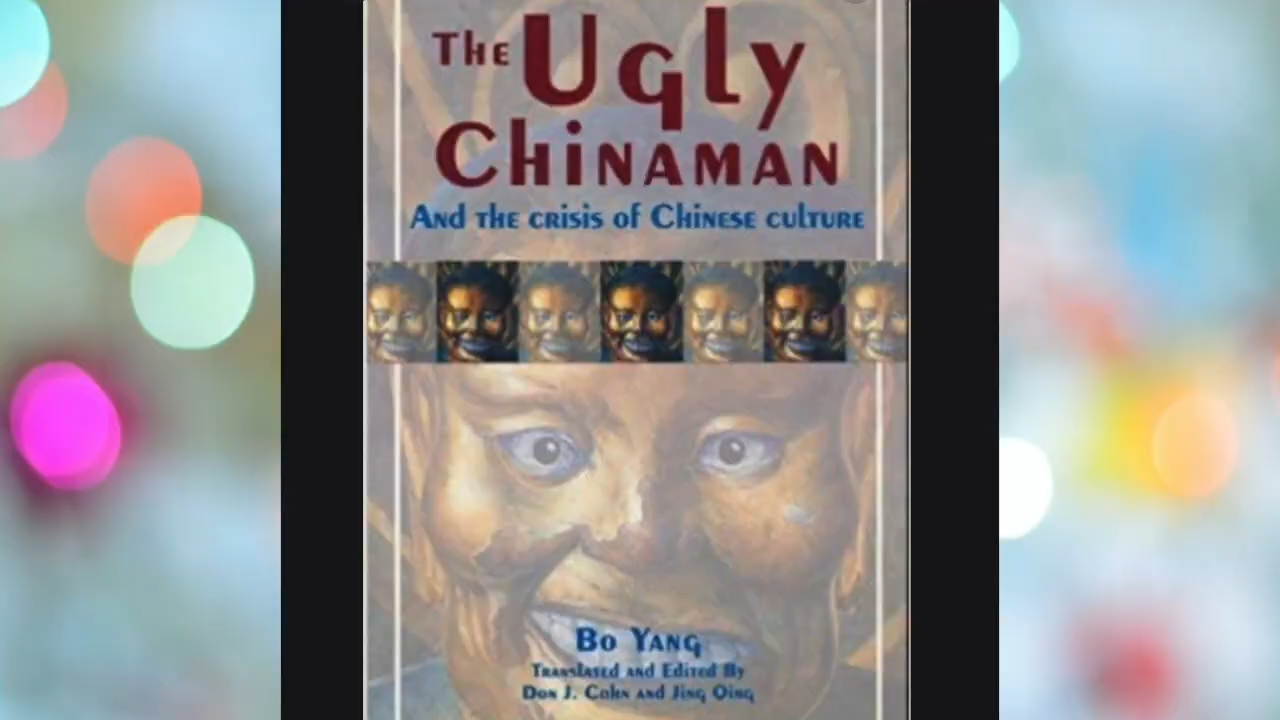 The Ugly
Chinaman
And the crisis of Chinese culture
Bo Yang
Translated and Edited By
Don J. Cohn and Jing Qing